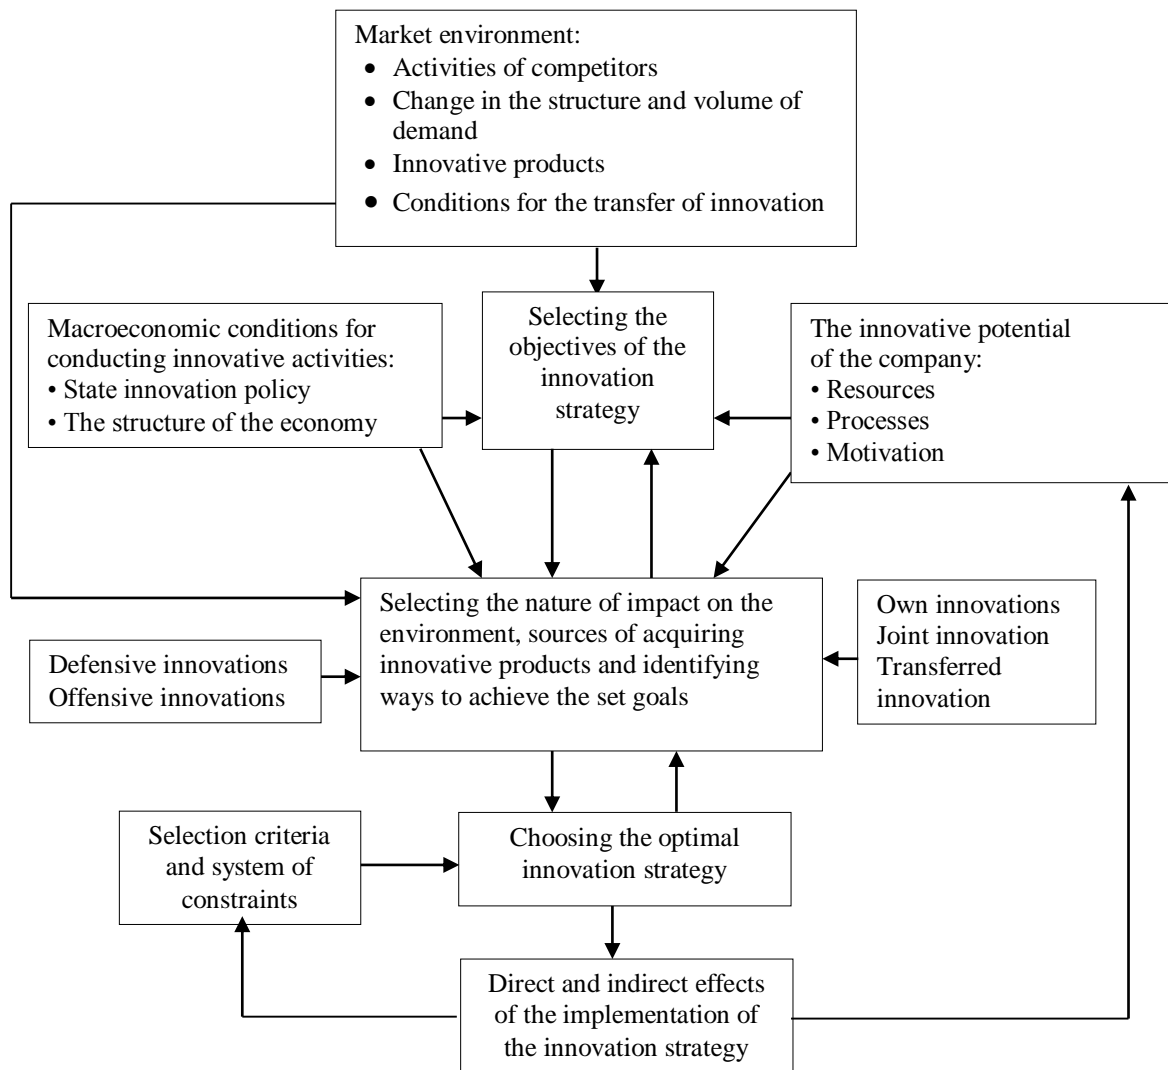 Market environment:
• Activities of competitors
• Change in the structure and volume of
demand
• Innovative products
• Conditions for the transfer of innovation
Macroeconomic conditions for
conducting innovative activities:
• State innovation policy
• The structure of the economy
Selecting the
objectives of the
innovation
strategy
The innovative potential
of the company:
• Resources
• Processes
• Motivation
Defensive innovations
Offensive innovations
Selecting the nature of impact on the
environment, sources of acquiring
innovative products and identifying
ways to achieve the set goals
Own innovations
Joint innovation
Transferred
innovation
Selection criteria
and system of
constraints
Choosing the optimal
innovation strategy
Direct and indirect effects
of the implementation of
the innovation strategy